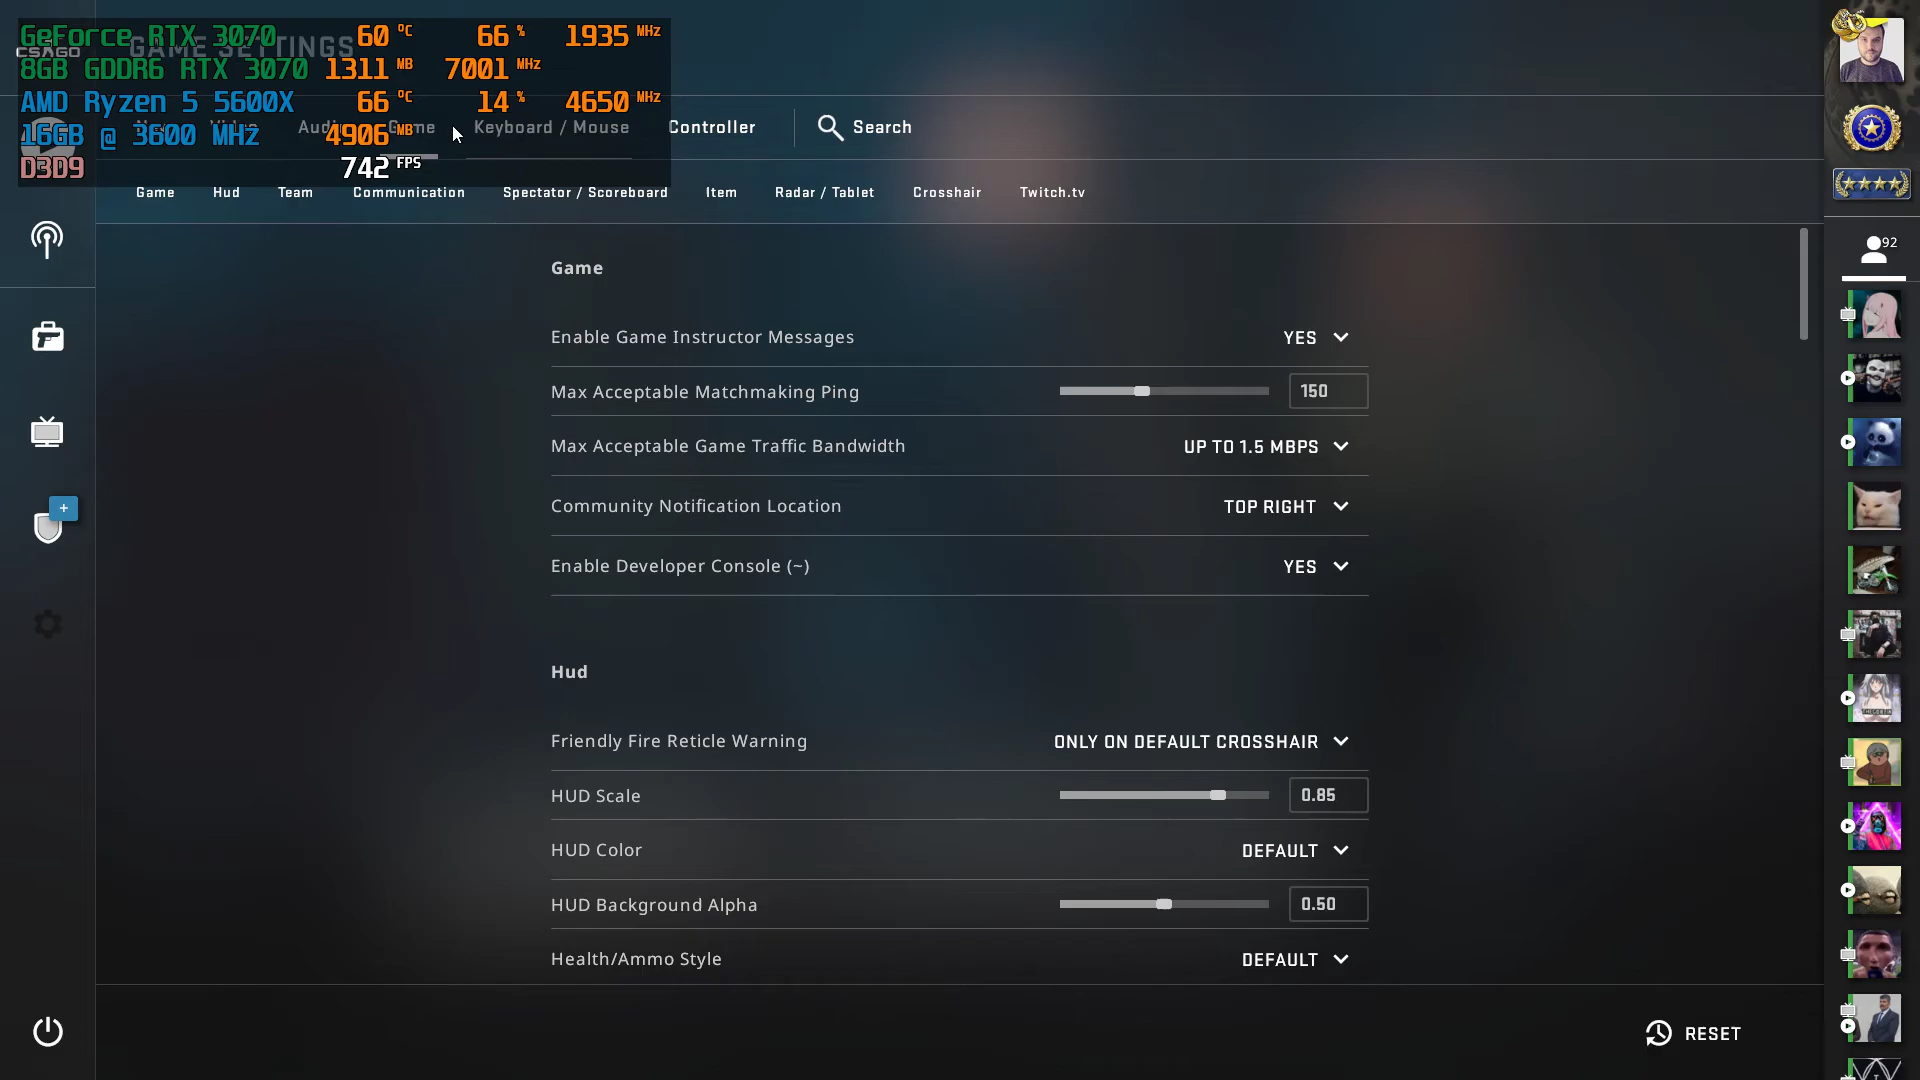 GeForce RTX 3070 60 °C 66 % 1935 MHz
8GB GDDR6 RTX 3070 1311 MB 7001 MHz
AMD Ryzen 5 5600X 66 °C 14 % 4650 MHz
16GB @ 3600 MHz 4906 MB
D3D9 742 FPS
CS:GO GAME SETTINGS
Game Keyboard / Mouse Controller Search
Game Hud Team Communication Spectator / Scoreboard Item Radar / Tablet Crosshair Twitch.tv
92
Game
Enable Game Instructor Messages YES
Max Acceptable Matchmaking Ping 150
Max Acceptable Game Traffic Bandwidth UP TO 1.5 MBPS
Community Notification Location TOP RIGHT
+
Enable Developer Console (~) YES
Hud
Friendly Fire Reticle Warning ONLY ON DEFAULT CROSSHAIR
HUD Scale 0.85
HUD Color DEFAULT
HUD Background Alpha 0.50
Health/Ammo Style DEFAULT
RESET